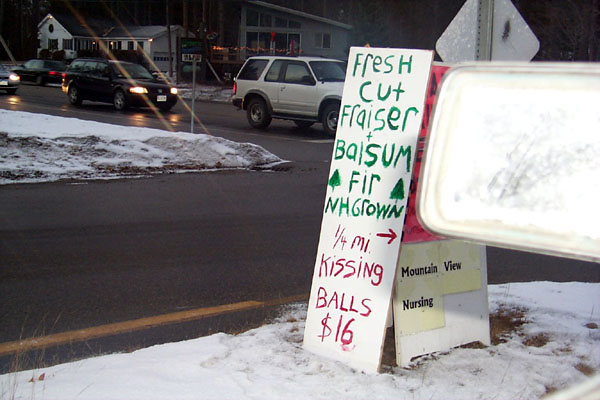 FresH
Cut
Fraiser
+
BalSUM
Fir
NH Grown
1/4 mi. →
Kissing
BALLS
$16
Mountain View
Nursing